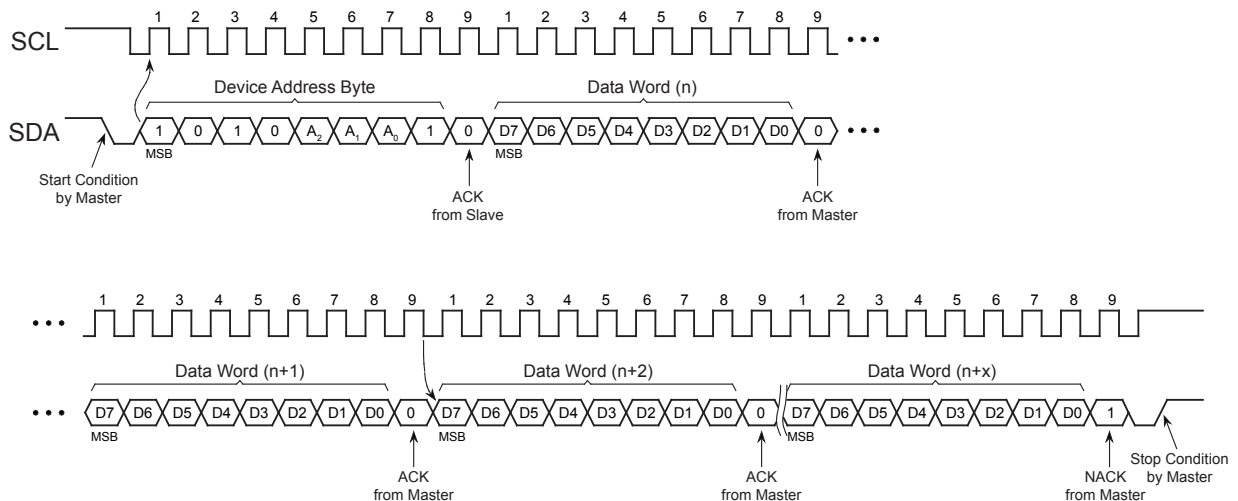 1 2 3 4 5 6 7 8 9 1 2 3 4 5 6 7 8 9
SCL
Device Address Byte Data Word (n)
SDA 1 0 1 0 A2 A1 A0 1 0 D7 D6 D5 D4 D3 D2 D1 D0 0
MSB MSB
Start Condition
by Master
ACK
from Slave
ACK
from Master
1 2 3 4 5 6 7 8 9 1 2 3 4 5 6 7 8 9 1 2 3 4 5 6 7 8 9
Data Word (n+1) Data Word (n+2) Data Word (n+x)
D7 D6 D5 D4 D3 D2 D1 D0 0 D7 D6 D5 D4 D3 D2 D1 D0 0 D7 D6 D5 D4 D3 D2 D1 D0 1
MSB MSB MSB
ACK
from Master
ACK
from Master
NACK
from Master
Stop Condition
by Master